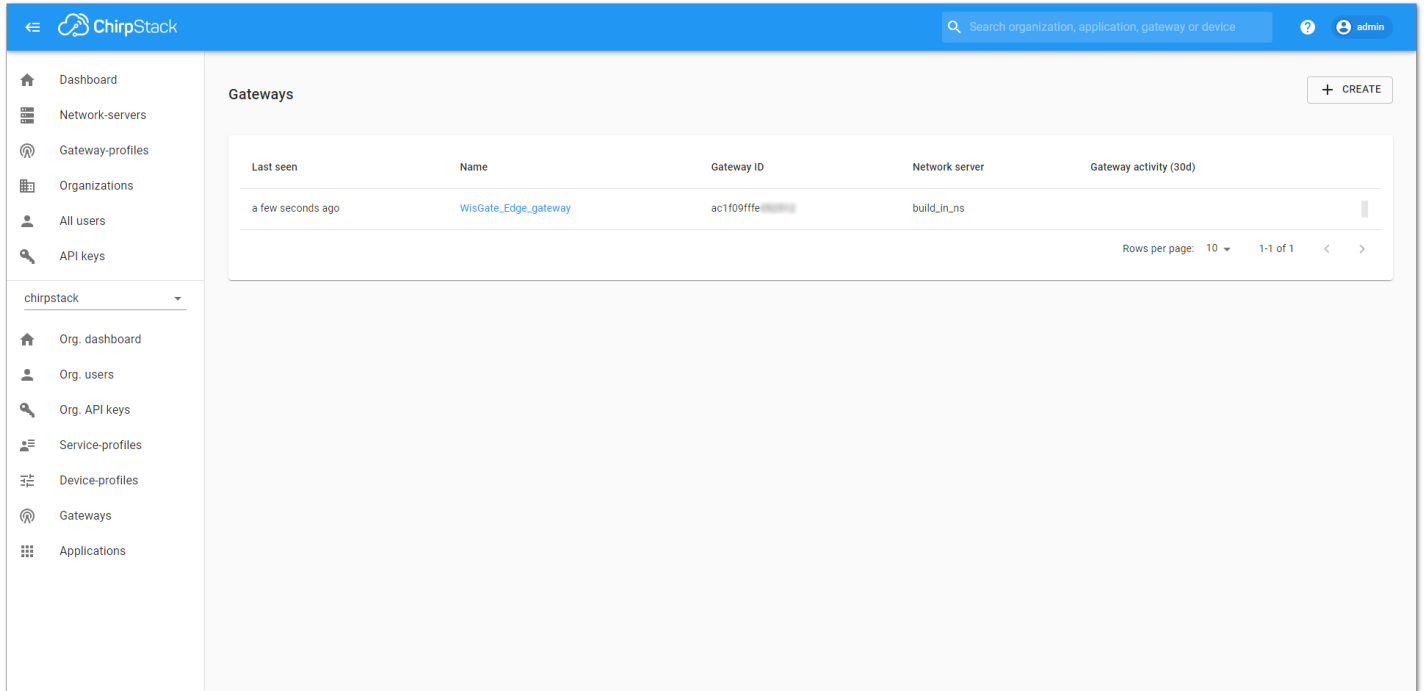 ChirpStack
Search organization, application, gateway or device
admin
Dashboard
Network-servers
Gateway-profiles
Organizations
All users
API keys
chirpstack
Org. dashboard
Org. users
Org. API keys
Service-profiles
Device-profiles
Gateways
Applications
Gateways
CREATE
Last seen Name Gateway ID Network server Gateway activity (30d)
a few seconds ago WisGate_Edge_gateway ac1f09fffe build_in_ns
Rows per page: 10 1-1 of 1